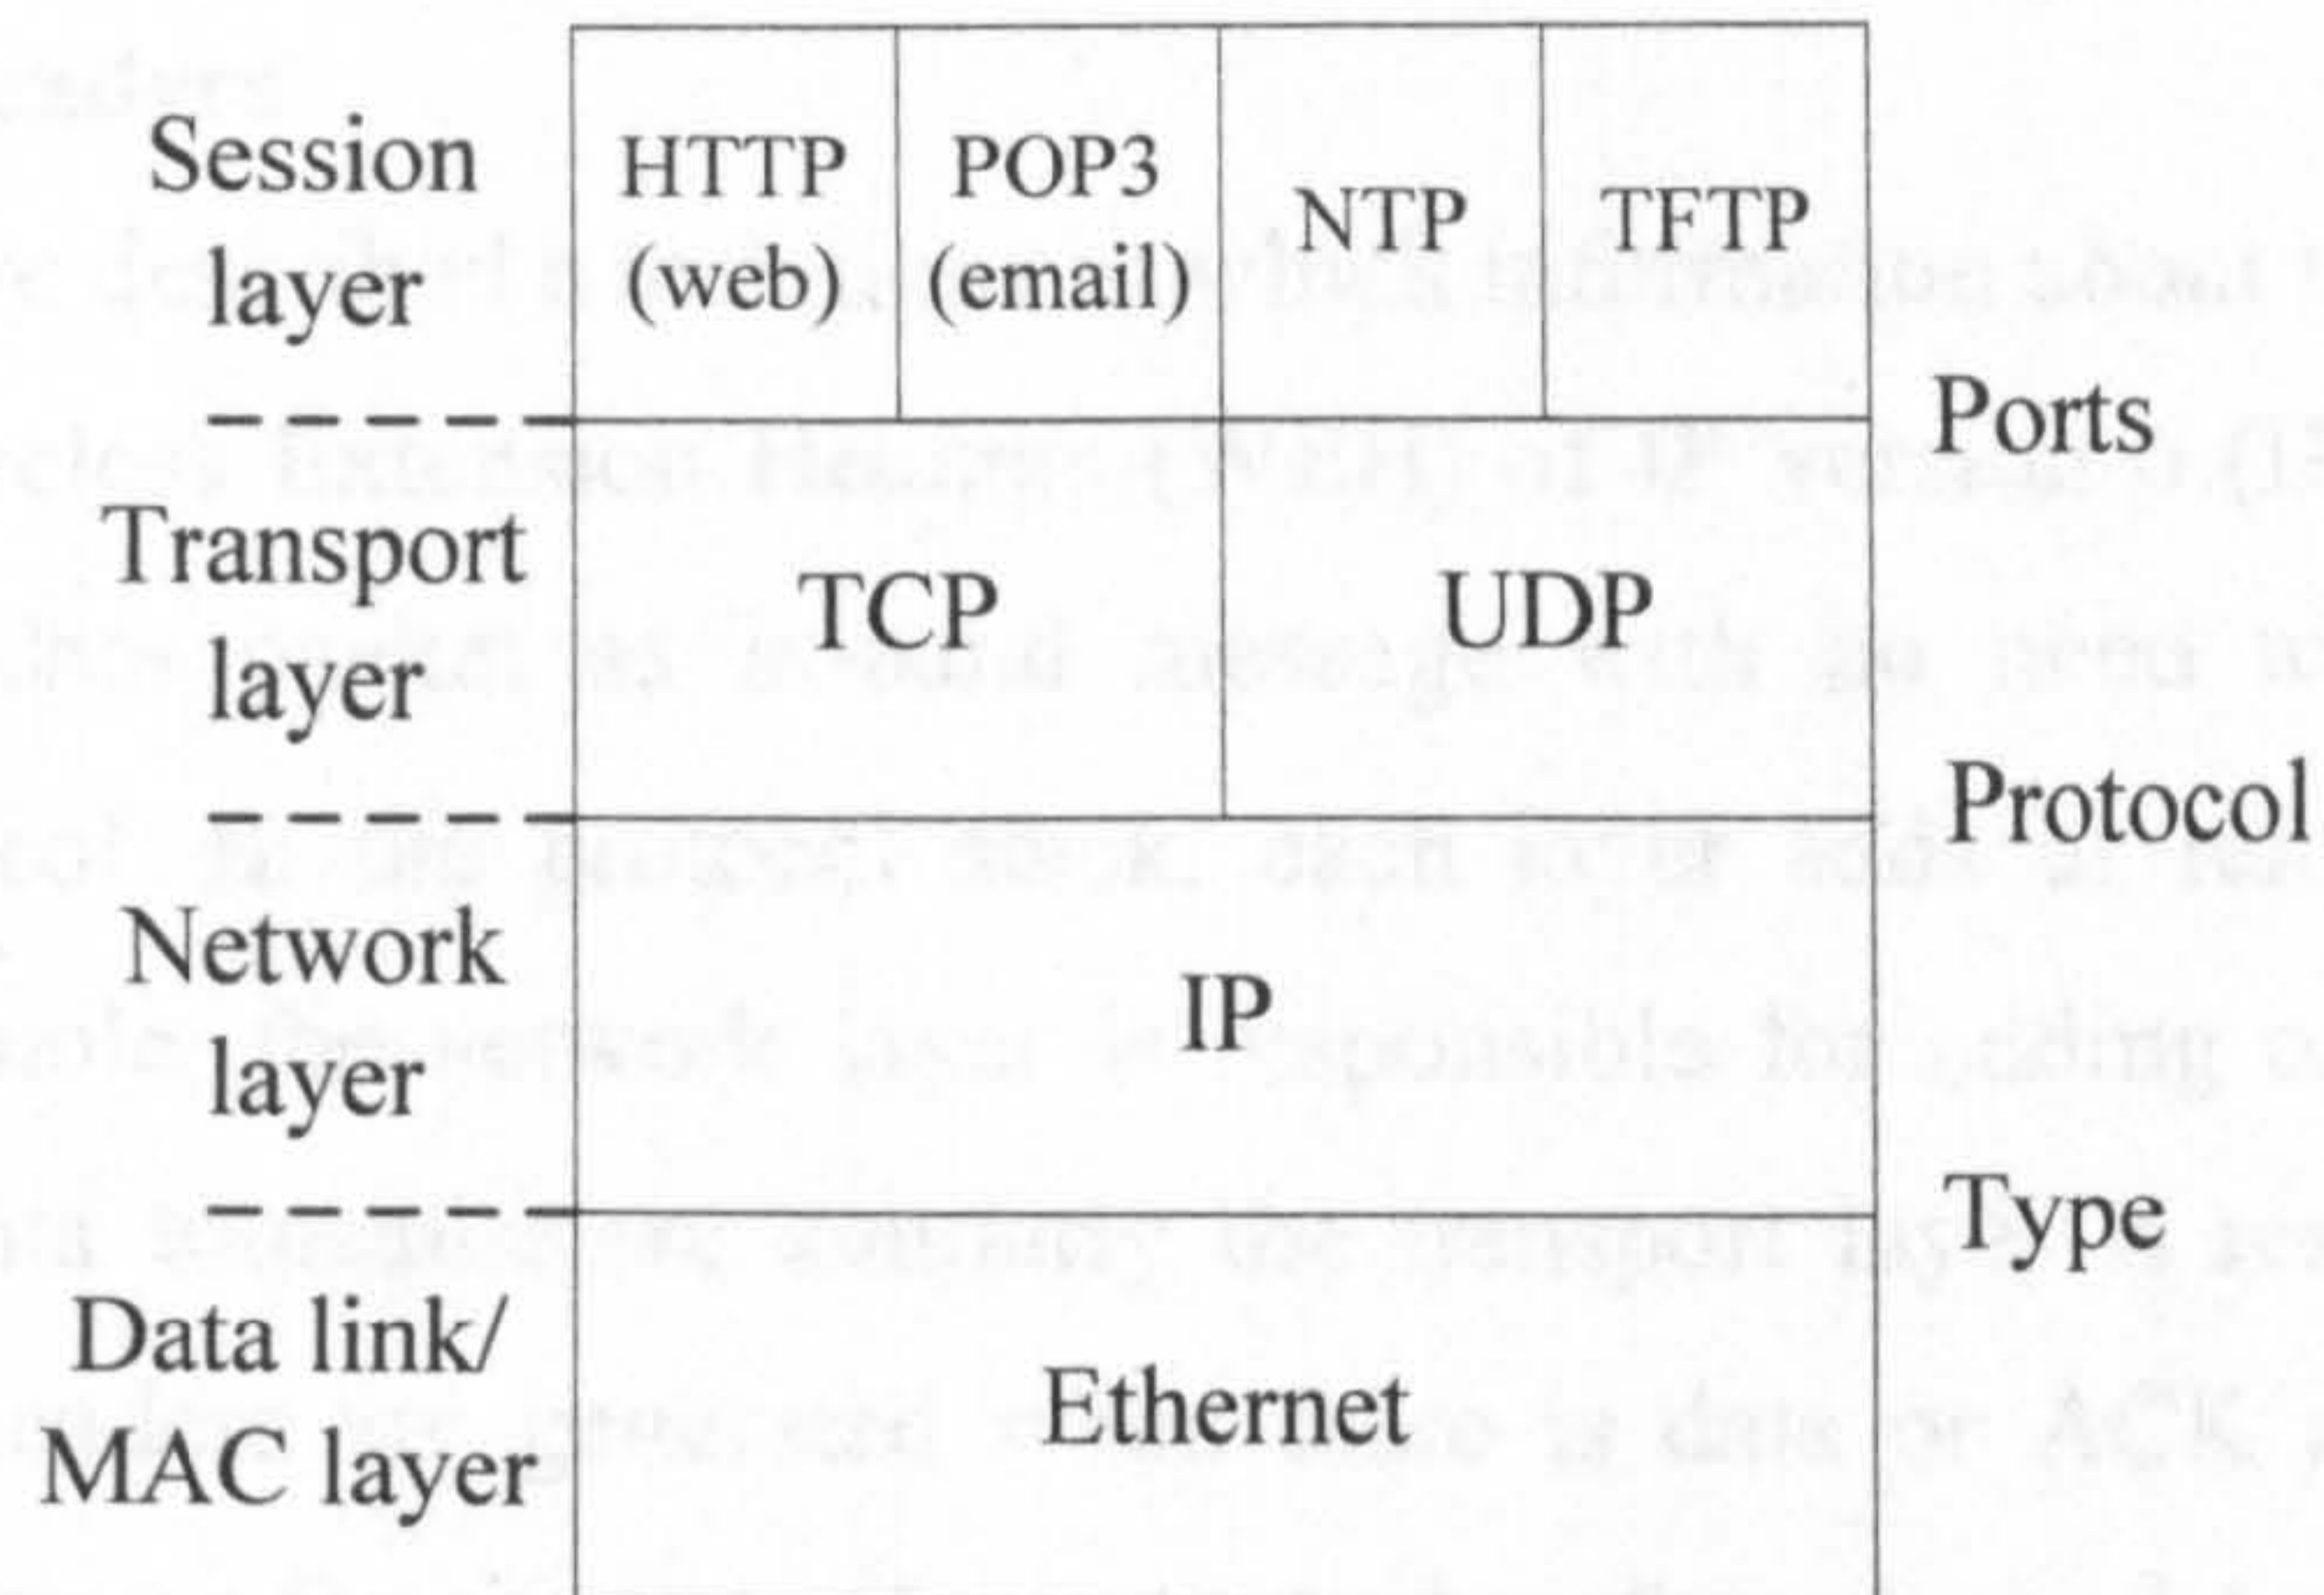 Session
layer
HTTP
(web)
POP3
(email)
NTP
TFTP
Ports
Transport
layer
TCP
UDP
Protocol
Network
layer
IP
Type
Data link/
MAC layer
Ethernet